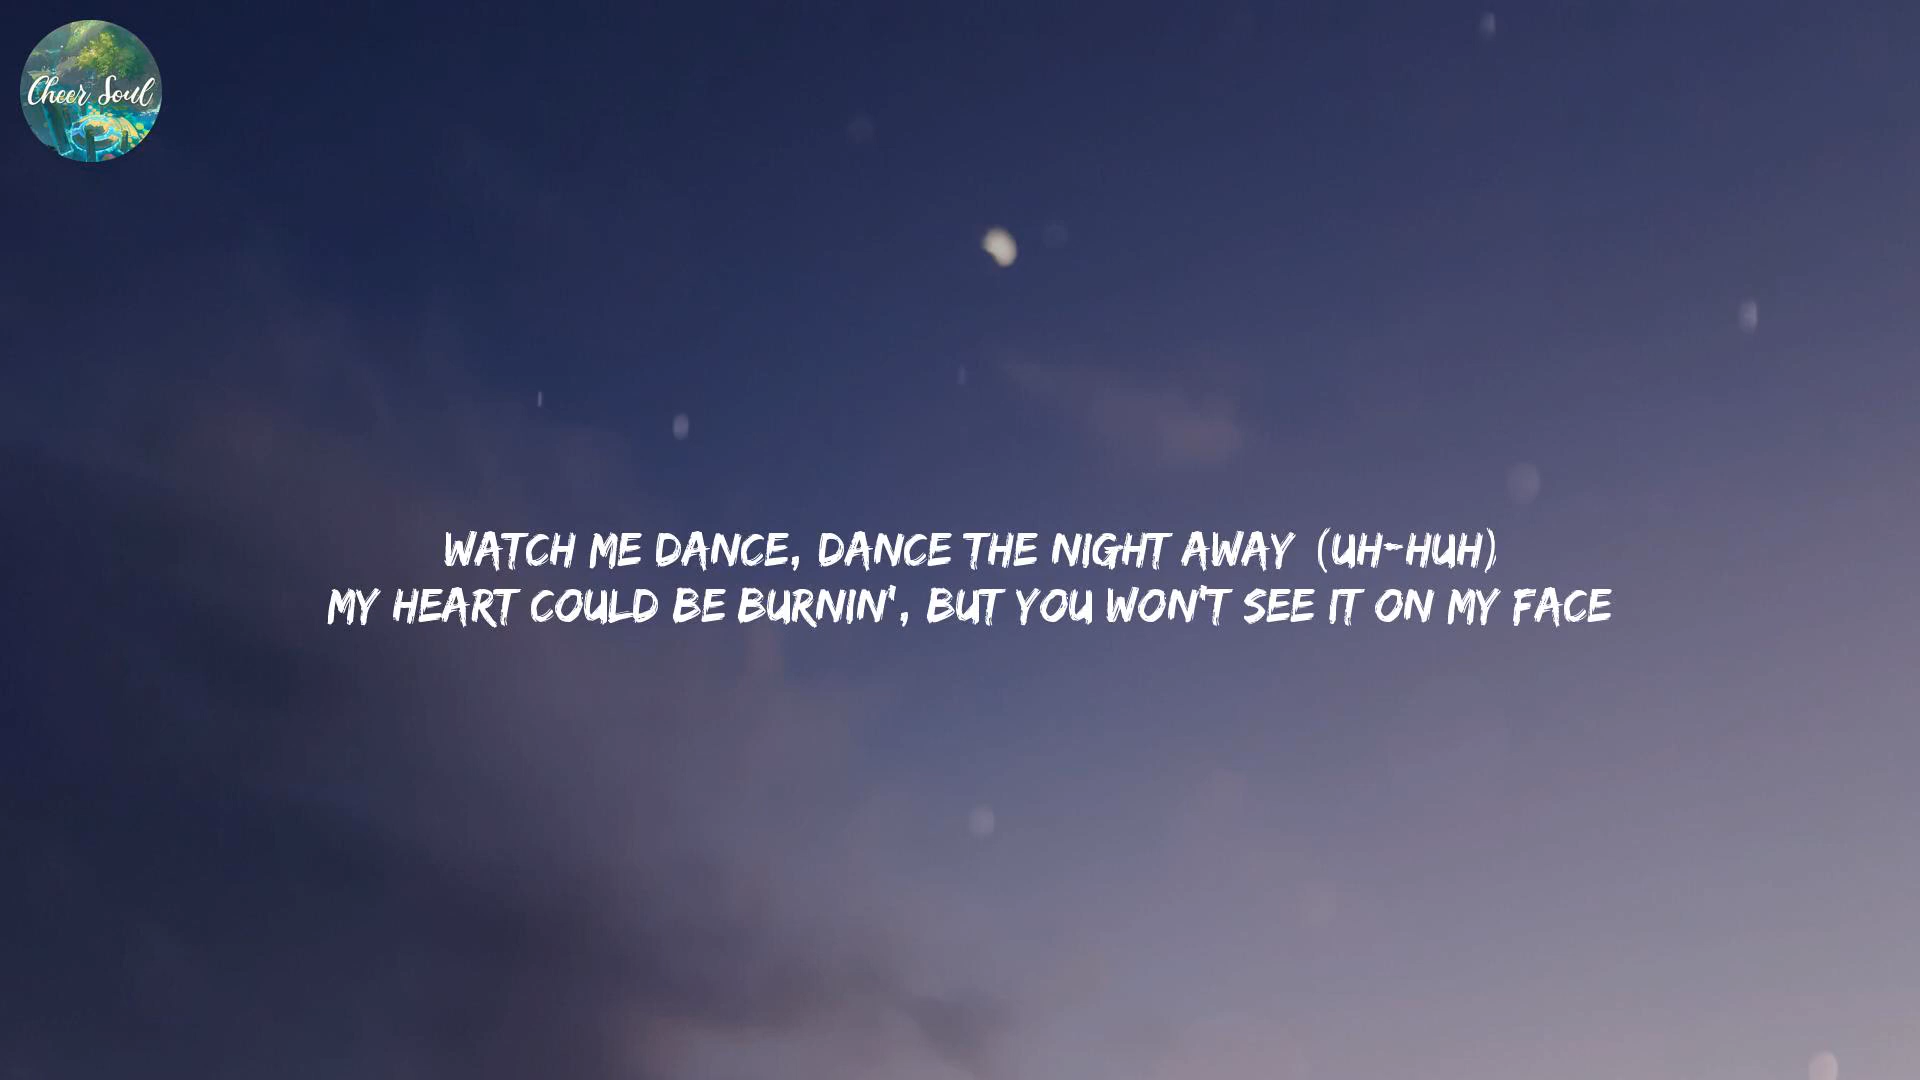 Cheer Soul
WATCH ME DANCE, DANCE THE NIGHT AWAY (UH-HUH)
MY HEART COULD BE BURNIN', BUT YOU WON'T SEE IT ON MY FACE